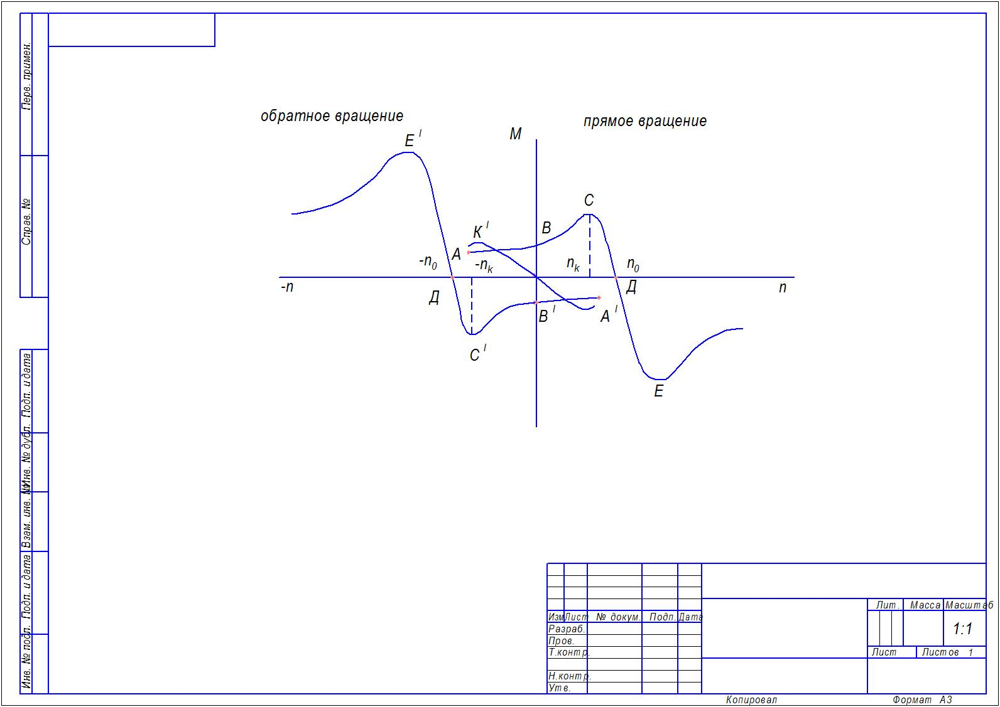 Перв. примен.
Справ. №
Подп. и дата
Инв. № дубл.
Взам. инв. №
Подп. и дата
Инв. № подл.
обратное вращение
прямое вращение
М
E I
C
К I
В
А
-n0
-nk
nk
n0
-n
Д
Д
n
В I
А I
С I
Е
Изм Лист № докум. Подп. Дата
Разраб.
Пров.
Т.контр.
Н.контр.
Утв.
Лит. Масса Масштаб
1:1
Лист Листов 1
Копировал Формат А3